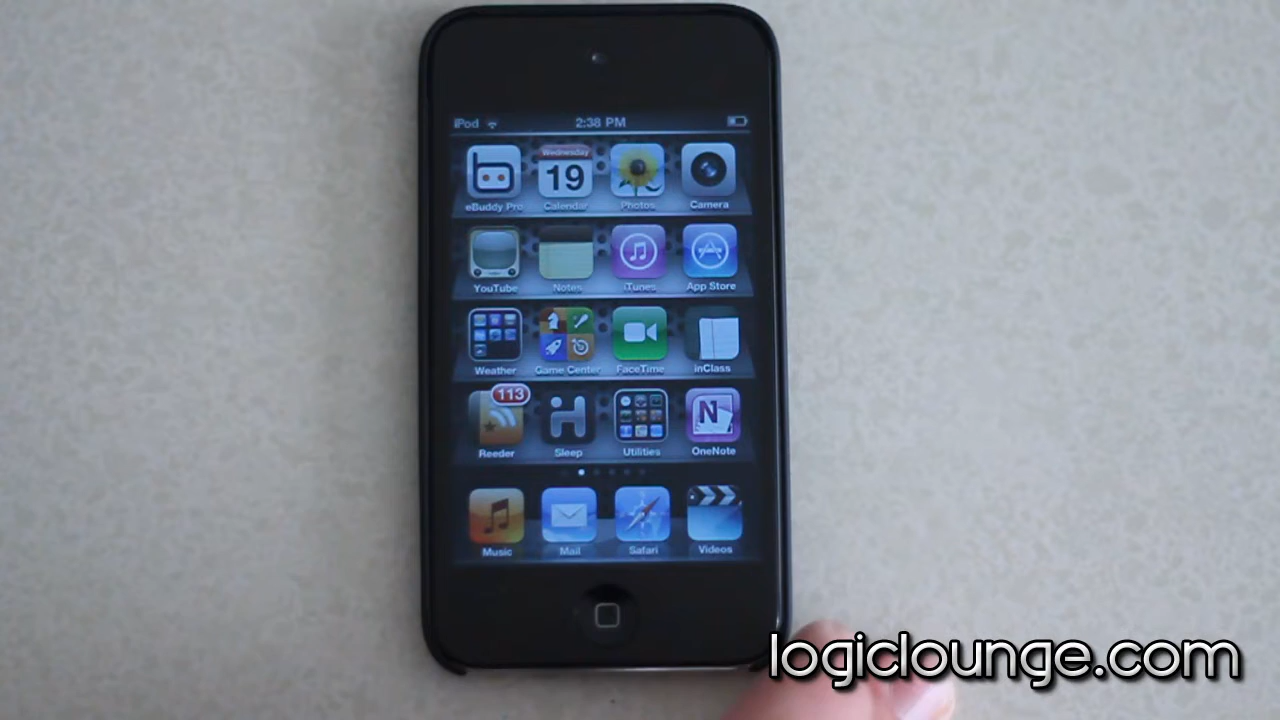 iPod 2:38 PM
Wednesday
19
eBuddy Pro Calendar Photos Camera
YouTube Notes iTunes App Store
Weather Game Center FaceTime inClass
113
N
Reeder Sleep Utilities OneNote
Music Mail Safari Videos
logiclounge.com